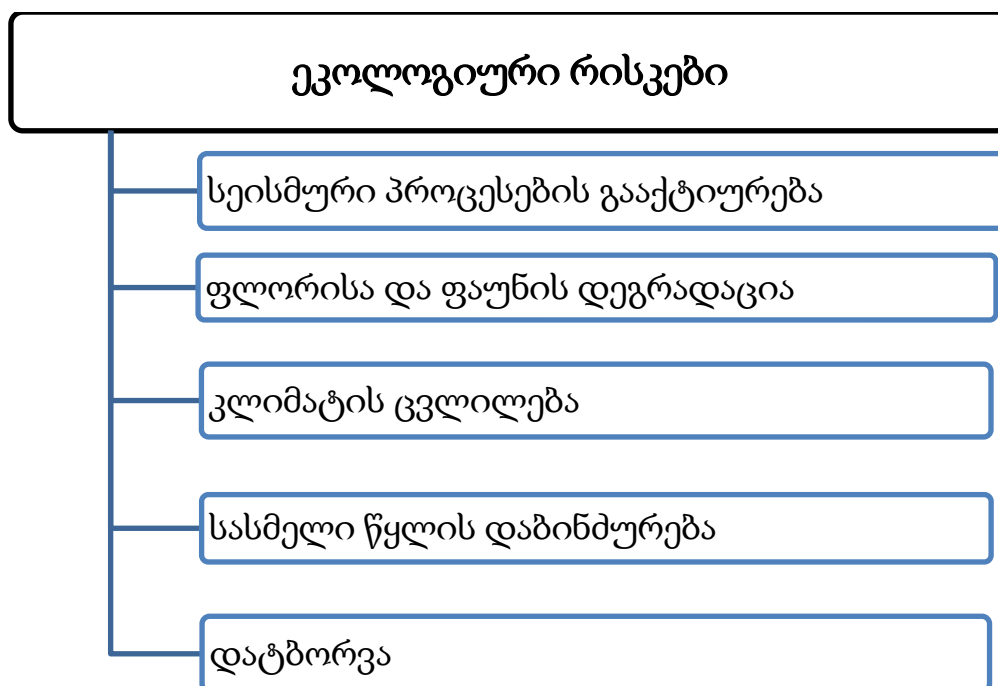 ეკოლოგიური რისკები
სეისმური პროცესების გააქტიურება
ფლორისა და ფაუნის დეგრადაცია
კლიმატის ცვლილება
სასმელი წყლის დაბინძურება
დატბორვა